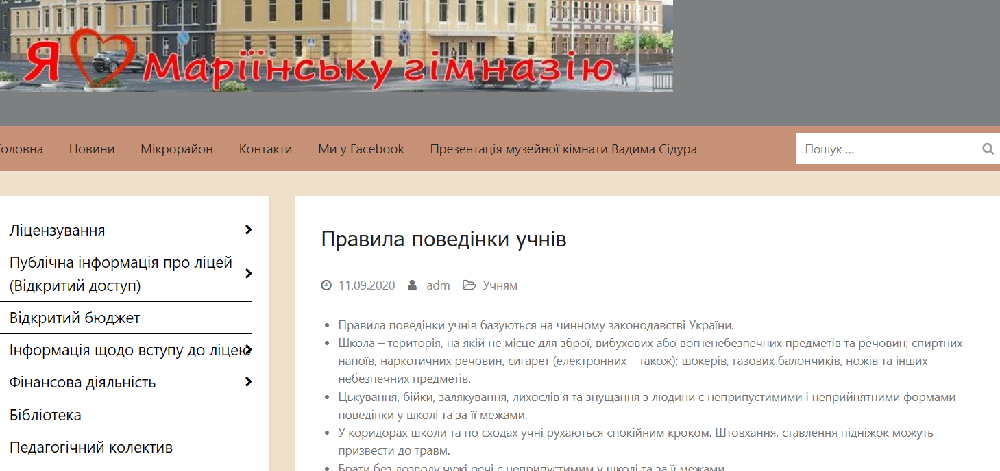 Я Маріїнську гімназію
Головна Новини Мікрорайон Контакти Ми у Facebook Презентація музейної кімнати Вадима Сідура Пошук ...
Ліцензування
Публічна інформація про ліцей
(Відкритий доступ)
Відкритий бюджет
Інформація щодо вступу до ліцею
Фінансова діяльність
Бібліотека
Педагогічний колектив
Правила поведінки учнів
11.09.2020 adm Учням
• Правила поведінки учнів базуються на чинному законодавстві України.
• Школа – територія, на якій не місце для зброї, вибухових або вогненебезпечних предметів та речовин; спиртних
напоїв, наркотичних речовин, сигарет (електронних – також); шокерів, газових балончиків, ножів та інших
небезпечних предметів.
• Цькування, бійки, залякування, лихослів’я та знущання з людини є неприпустимими і неприйнятними формами
поведінки у школі та за її межами.
• У коридорах школи та по сходах учні рухаються спокійним кроком. Штовхання, ставлення підніжок можуть
призвести до травм.
• Брати без дозволу чужі речі є неприпустимим у школі та за її межами.